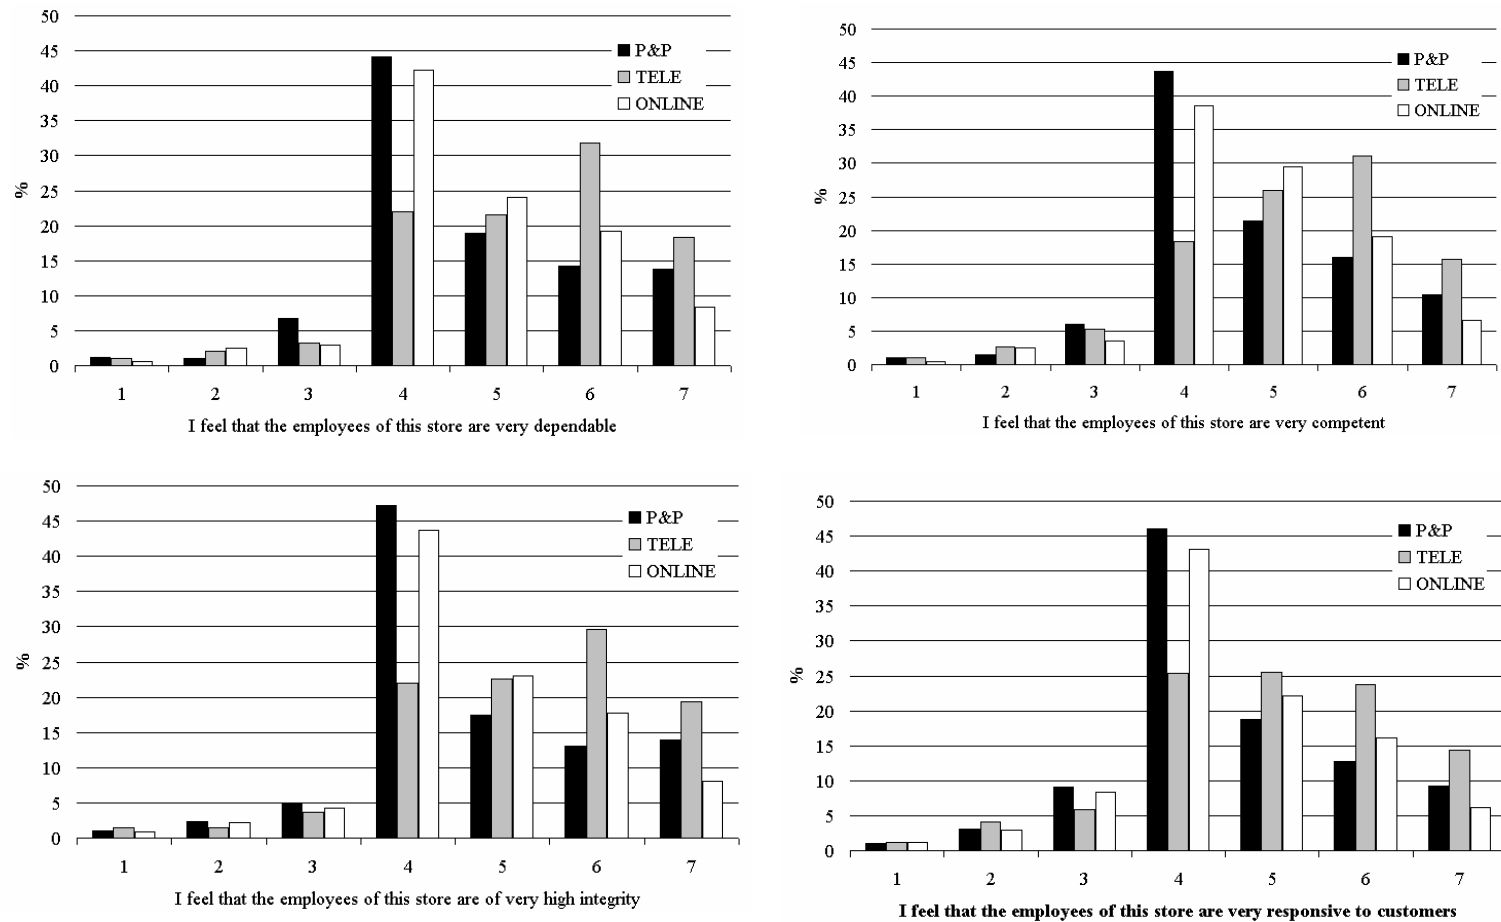 50
45
40
35
30
25
20
15
10
5
0
%
P&P
TELE
ONLINE
1 2 3 4 5 6 7
I feel that the employees of this store are very dependable
50
45
40
35
30
25
20
15
10
5
0
%
P&P
TELE
ONLINE
1 2 3 4 5 6 7
I feel that the employees of this store are very competent
50
45
40
35
30
25
20
15
10
5
0
%
P&P
TELE
ONLINE
1 2 3 4 5 6 7
I feel that the employees of this store are of very high integrity
50
45
40
35
30
25
20
15
10
5
0
%
P&P
TELE
ONLINE
1 2 3 4 5 6 7
I feel that the employees of this store are very responsive to customers